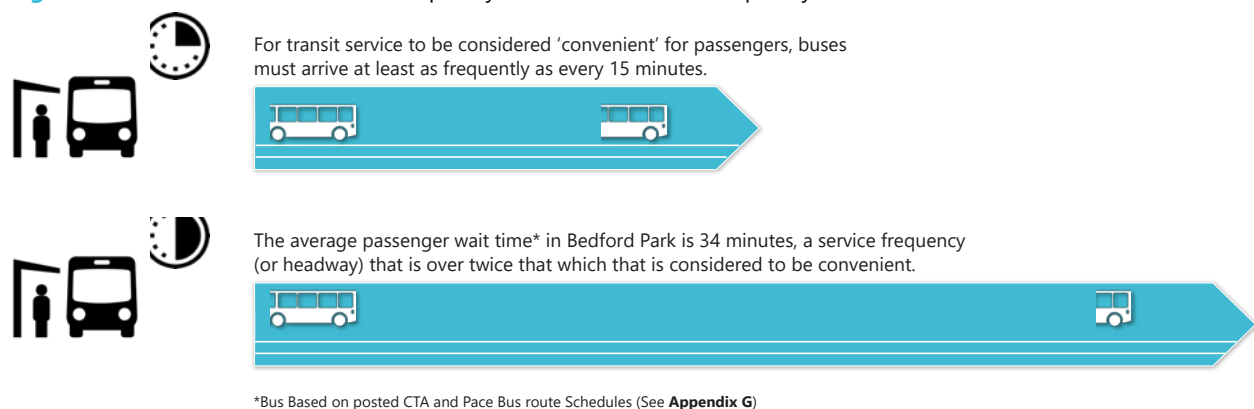 For transit service to be considered ‘convenient’ for passengers, buses
must arrive at least as frequently as every 15 minutes.
The average passenger wait time* in Bedford Park is 34 minutes, a service frequency
(or headway) that is over twice that which that is considered to be convenient.
*Bus Based on posted CTA and Pace Bus route Schedules (See Appendix G)